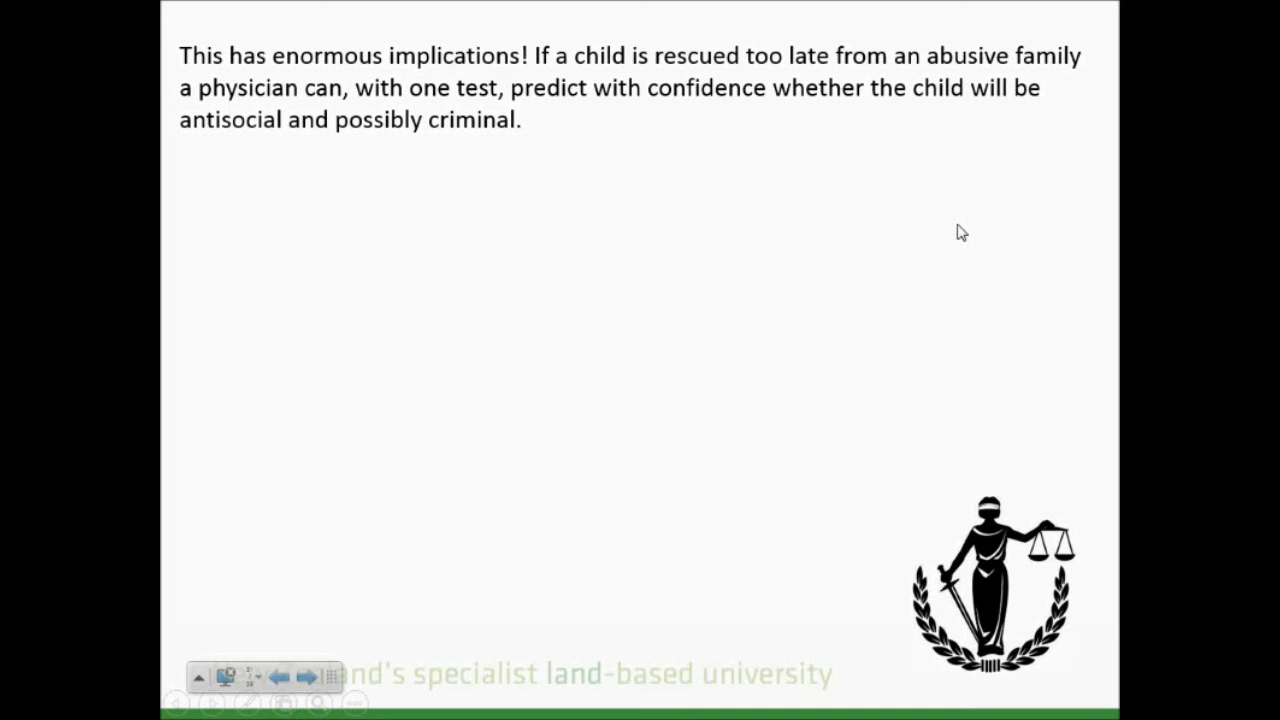 This has enormous implications! If a child is rescued too late from an abusive family
a physician can, with one test, predict with confidence whether the child will be
antisocial and possibly criminal.
and's specialist land-based university